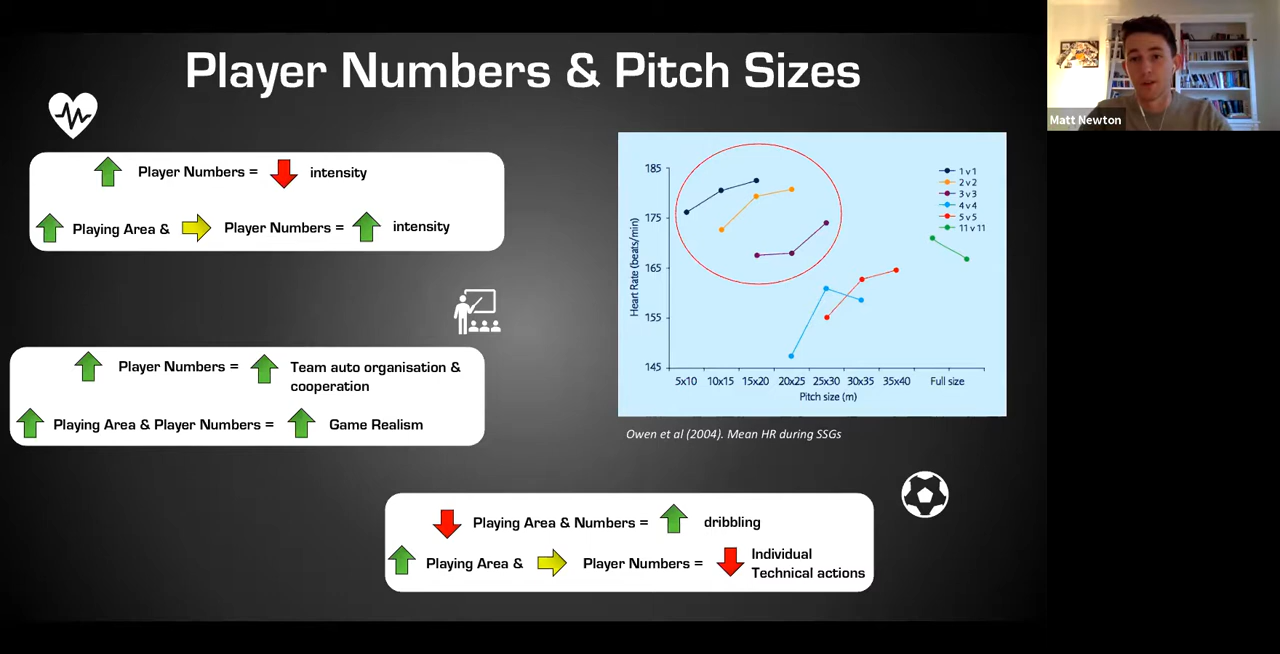 Player Numbers & Pitch Sizes
Matt Newton
Player Numbers = intensity
Playing Area & Player Numbers = intensity
Player Numbers = Team auto organisation &
cooperation
Playing Area & Player Numbers = Game Realism
185
175
165
155
145
Heart Rate (beats/min)
1 v 1
2 v 2
3 v 3
4 v 4
5 v 5
11 v 11
5x10 10x15 15x20 20x25 25x30 30x35 35x40 Full size
Pitch size (m)
Owen et al (2004). Mean HR during SSGs
Playing Area & Numbers = dribbling
Playing Area & Player Numbers = Individual
Technical actions